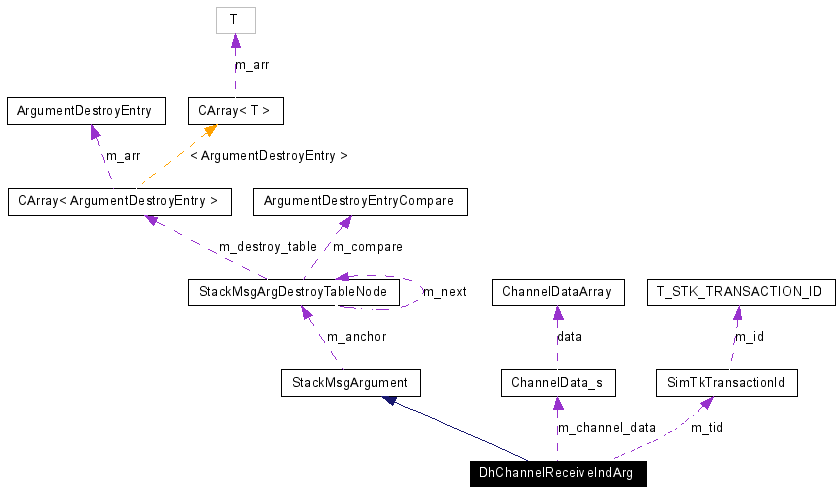 T
m_arr
ArgumentDestroyEntry
CArray< T >
m_arr
< ArgumentDestroyEntry >
CArray< ArgumentDestroyEntry >
ArgumentDestroyEntryCompare
m_destroy_table
m_compare
StackMsgArgDestroyTableNode
m_next
ChannelDataArray
T_STK_TRANSACTION_ID
m_anchor
data
m_id
StackMsgArgument
ChannelData_s
SimTkTransactionId
m_channel_data
m_tid
DhChannelReceiveIndArg